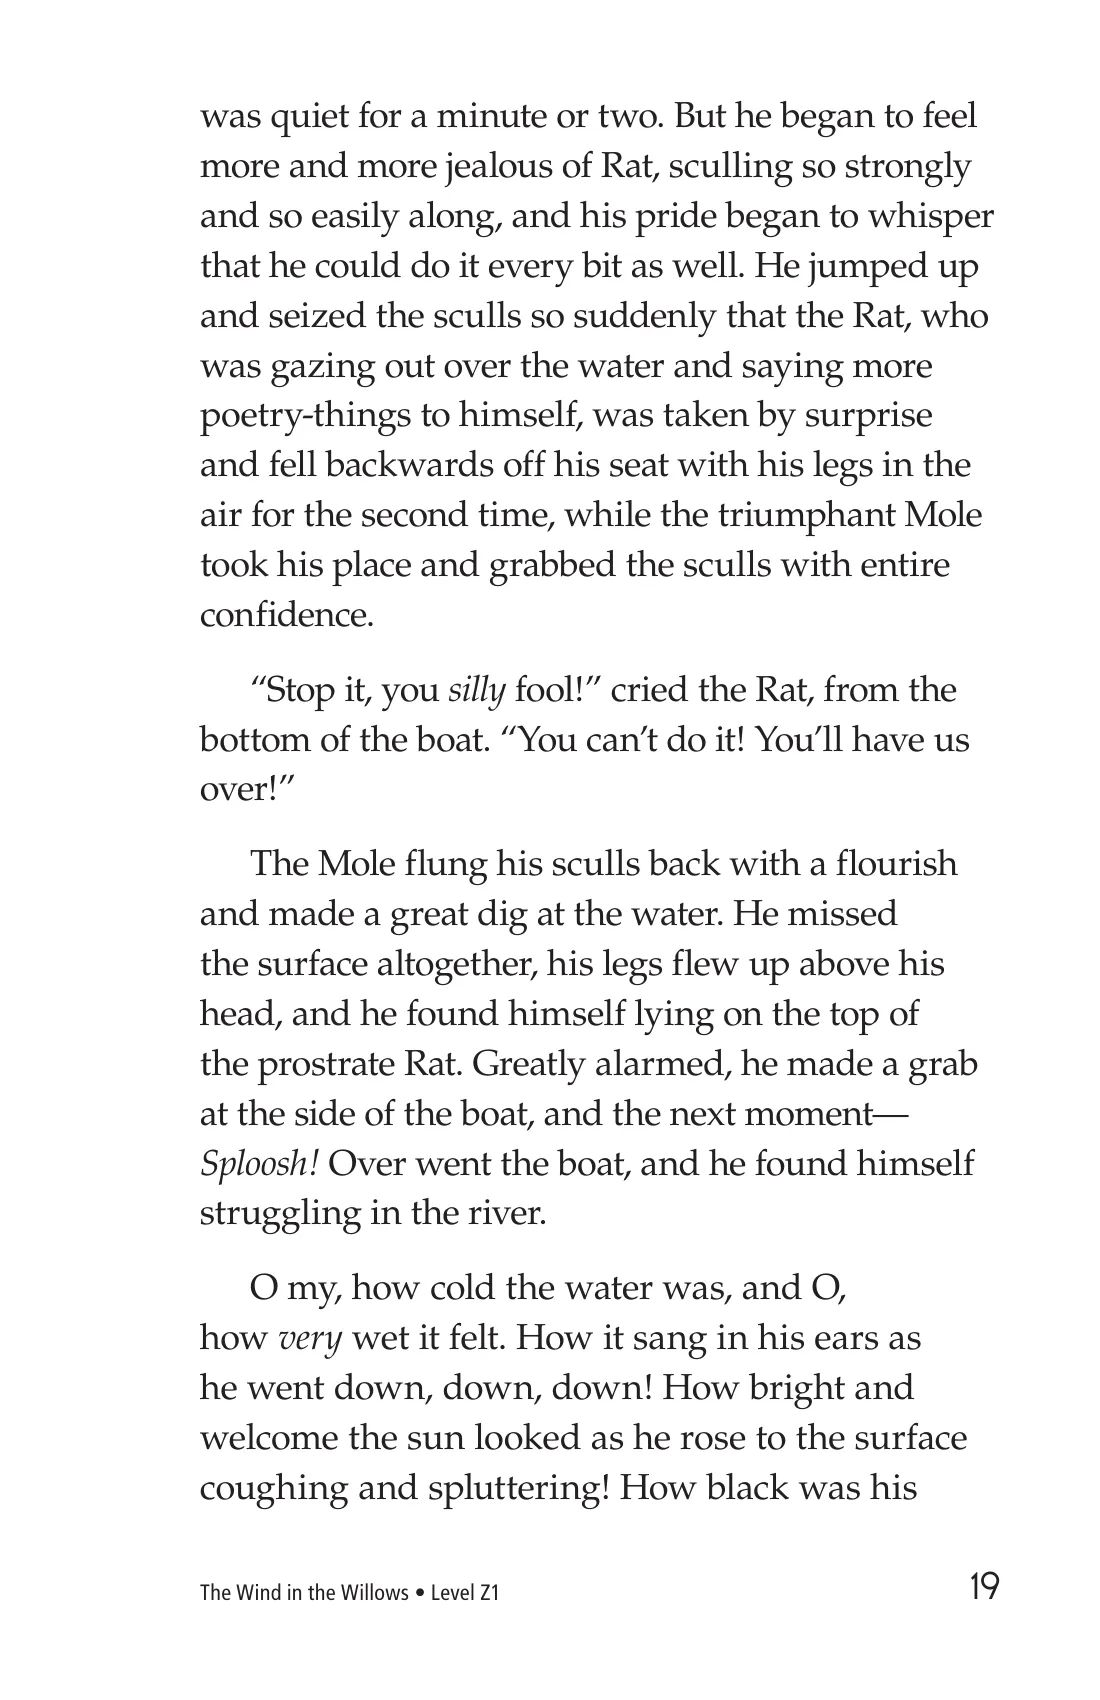 was quiet for a minute or two. But he began to feel
more and more jealous of Rat, sculling so strongly
and so easily along, and his pride began to whisper
that he could do it every bit as well. He jumped up
and seized the sculls so suddenly that the Rat, who
was gazing out over the water and saying more
poetry-things to himself, was taken by surprise
and fell backwards off his seat with his legs in the
air for the second time, while the triumphant Mole
took his place and grabbed the sculls with entire
confidence.
“Stop it, you silly fool!” cried the Rat, from the
bottom of the boat. “You can’t do it! You’ll have us
over!”
The Mole flung his sculls back with a flourish
and made a great dig at the water. He missed
the surface altogether, his legs flew up above his
head, and he found himself lying on the top of
the prostrate Rat. Greatly alarmed, he made a grab
at the side of the boat, and the next moment—
Sploosh! Over went the boat, and he found himself
struggling in the river.
O my, how cold the water was, and O,
how very wet it felt. How it sang in his ears as
he went down, down, down! How bright and
welcome the sun looked as he rose to the surface
coughing and spluttering! How black was his
The Wind in the Willows • Level Z1
19